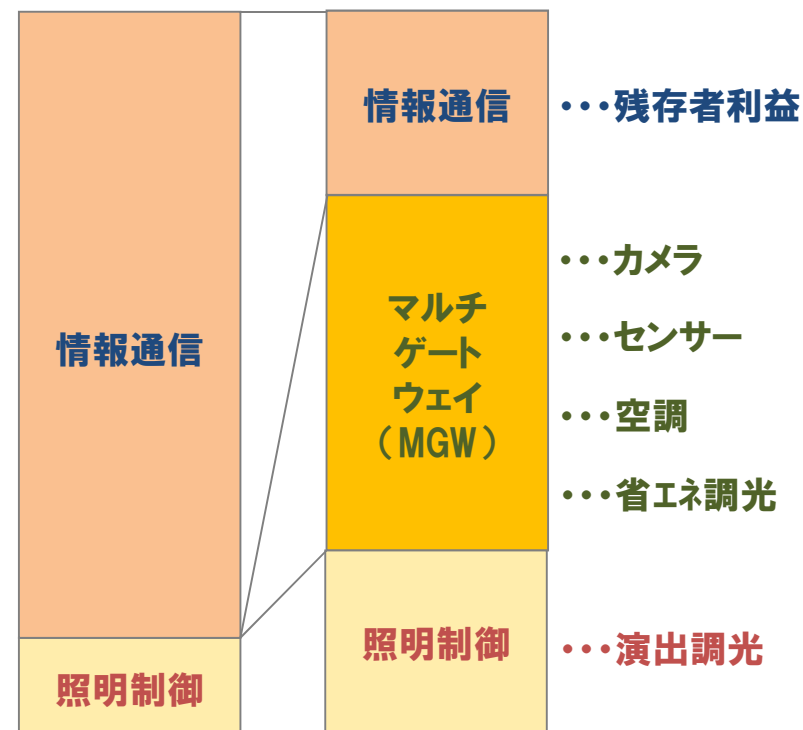 情報通信
照明制御
情報通信
マルチ
ゲート
ウェイ
（MGW）
照明制御
･･･残存者利益
･･･カメラ
･･･センサー
･･･空調
･･･省エネ調光
･･･演出調光